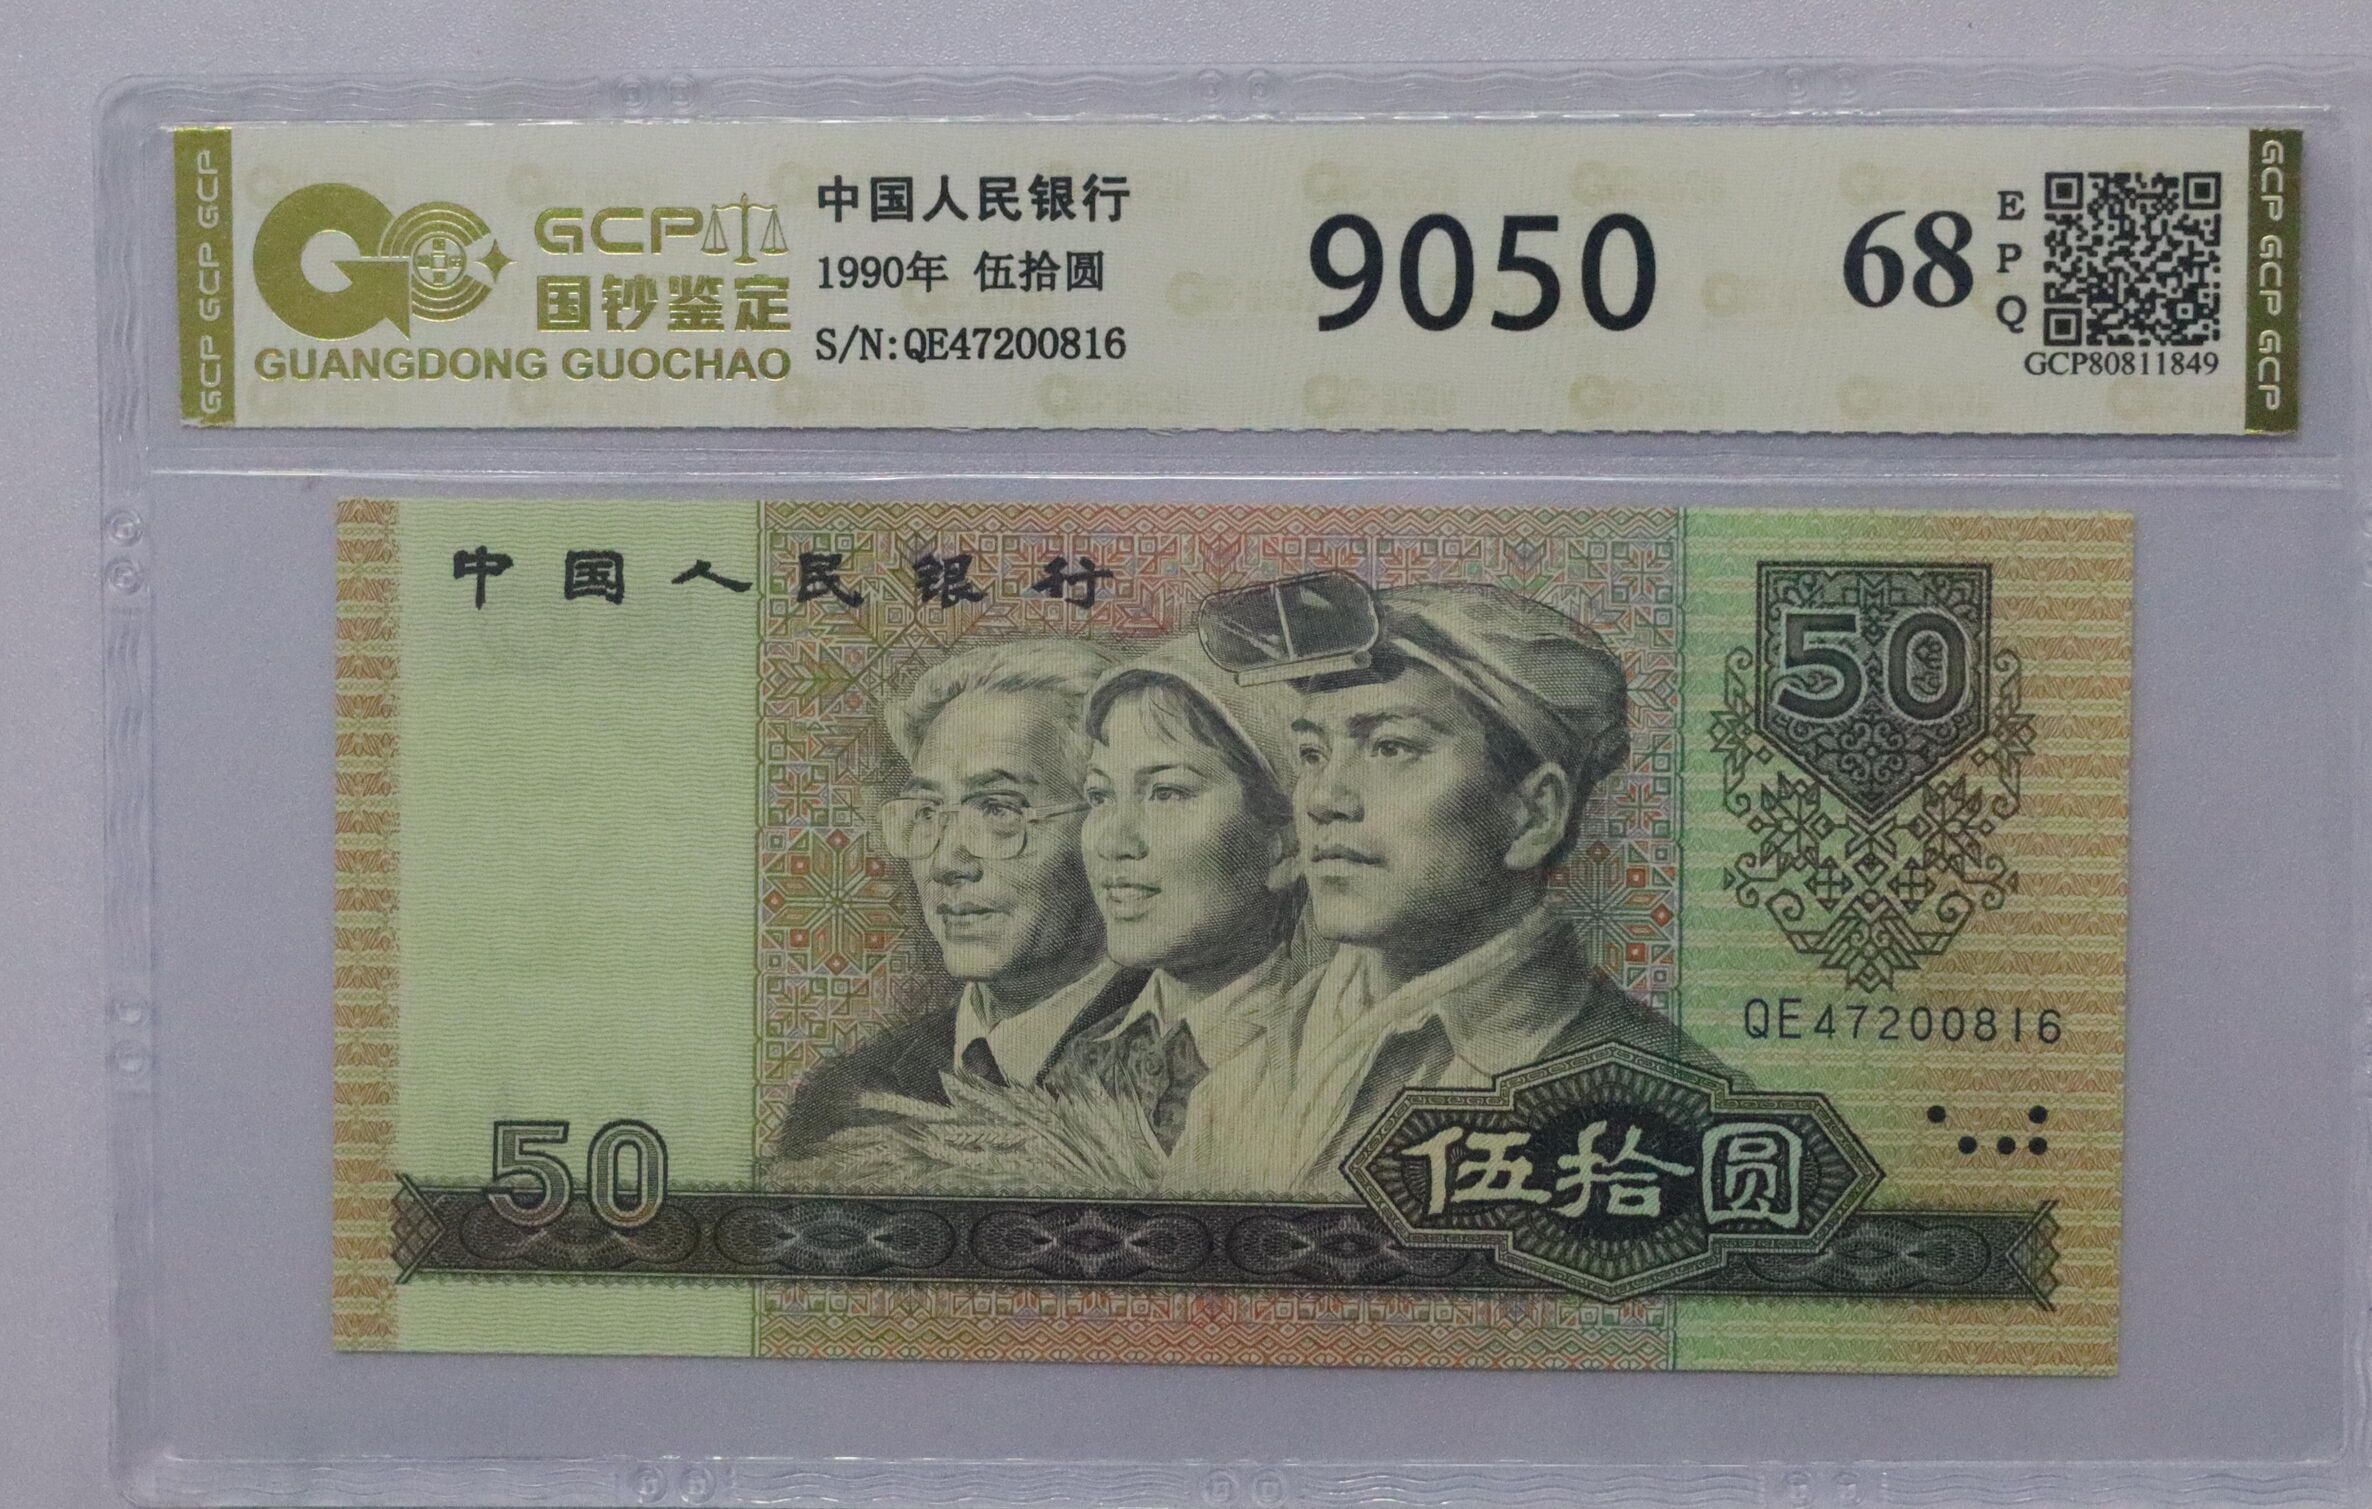 GCP GCP GCP
GCP
国钞鉴定
GUANGDONG GUOCHAO
中国人民银行
1990年 伍拾圆
S/N:QE47200816
9050
68
EPQ
GCP80811849
GCP GCP GCP
中国人民银行
50
QE47200816
50
伍拾圆